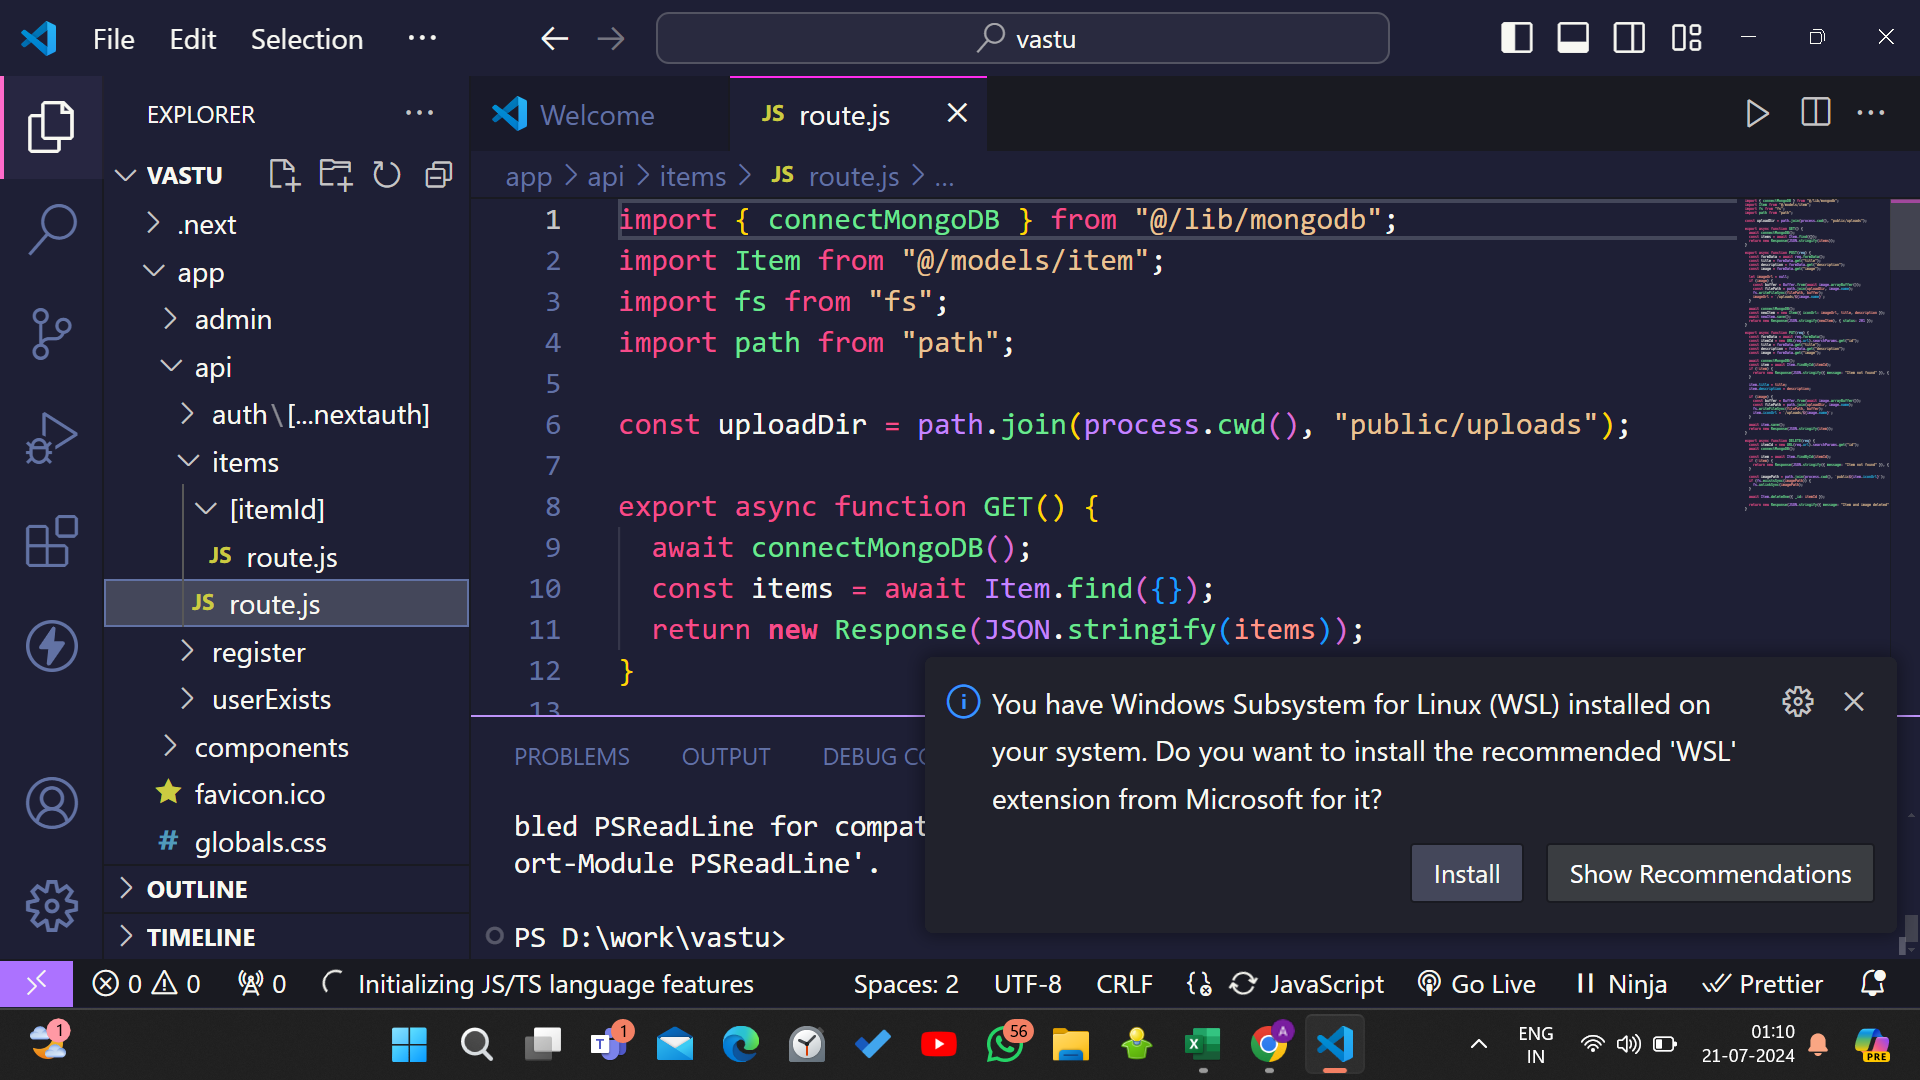 File Edit Selection ...
vastu
EXPLORER
VASTU
.next
app
admin
api
auth\[...nextauth]
items
[itemId]
JS route.js
JS route.js
register
userExists
components
favicon.ico
# globals.css
OUTLINE
TIMELINE
Welcome
JS route.js
app > api > items > JS route.js > ...
1 import { connectMongoDB } from "@/lib/mongodb";
2 import Item from "@/models/item";
3 import fs from "fs";
4 import path from "path";
5
6 const uploadDir = path.join(process.cwd(), "public/uploads");
7
8 export async function GET() {
9 await connectMongoDB();
10 const items = await Item.find({});
11 return new Response(JSON.stringify(items));
12 }
13
PROBLEMS OUTPUT DEBUG CO
bled PSReadLine for compat
ort-Module PSReadLine'.
PS D:\work\vastu>
You have Windows Subsystem for Linux (WSL) installed on
your system. Do you want to install the recommended 'WSL'
extension from Microsoft for it?
Install Show Recommendations
0 0 0 Initializing JS/TS language features Spaces: 2 UTF-8 CRLF JavaScript Go Live Ninja Prettier
1 1 56 A
ENG
IN
01:10
21-07-2024
PRE